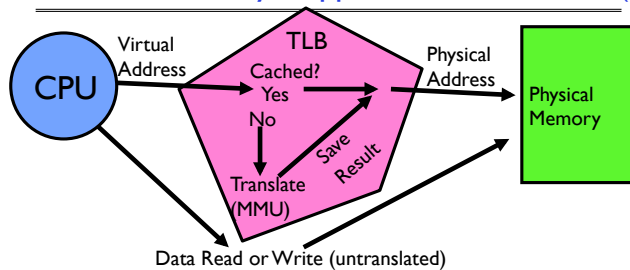 CPU
Virtual
Address
TLB
Cached?
Yes
No
Translate
(MMU)
Save
Result
Physical
Address
Physical
Memory
Data Read or Write (untranslated)